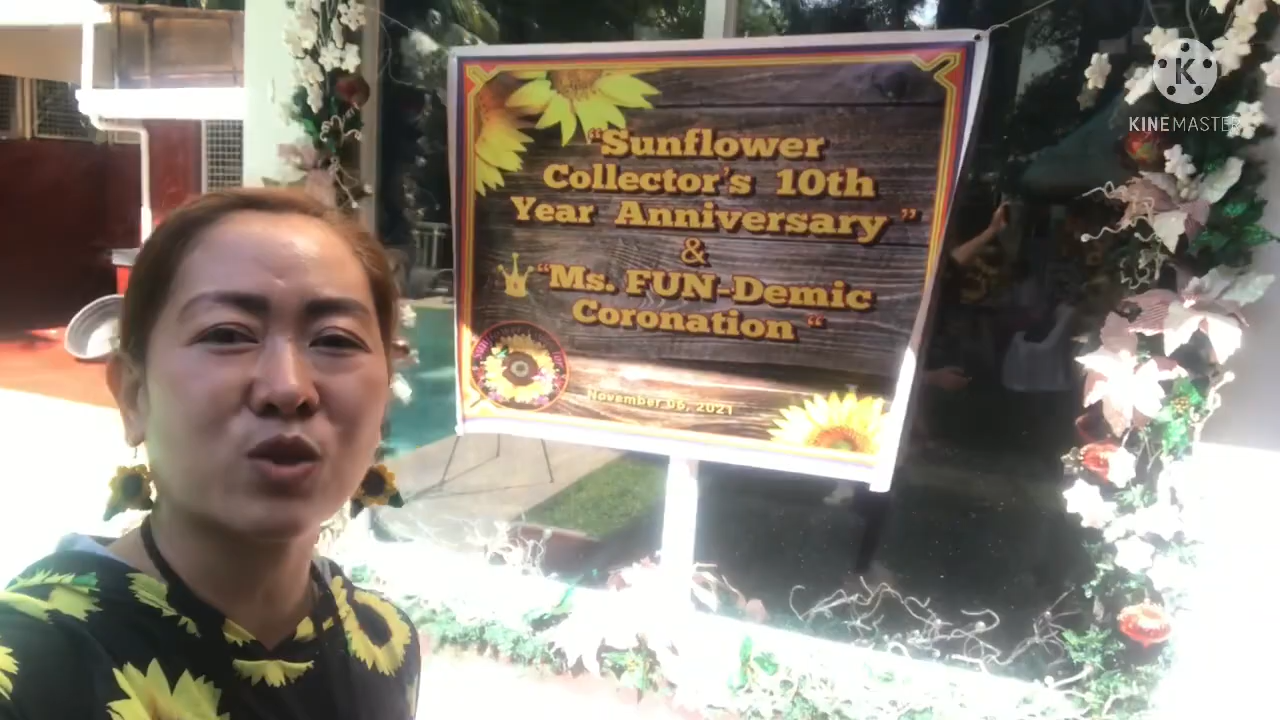 “Sunflower
Collector's 10th
Year Anniversary”
&
“Ms. FUN-Demic
Coronation“
November 06, 2021
K
KINEMASTER